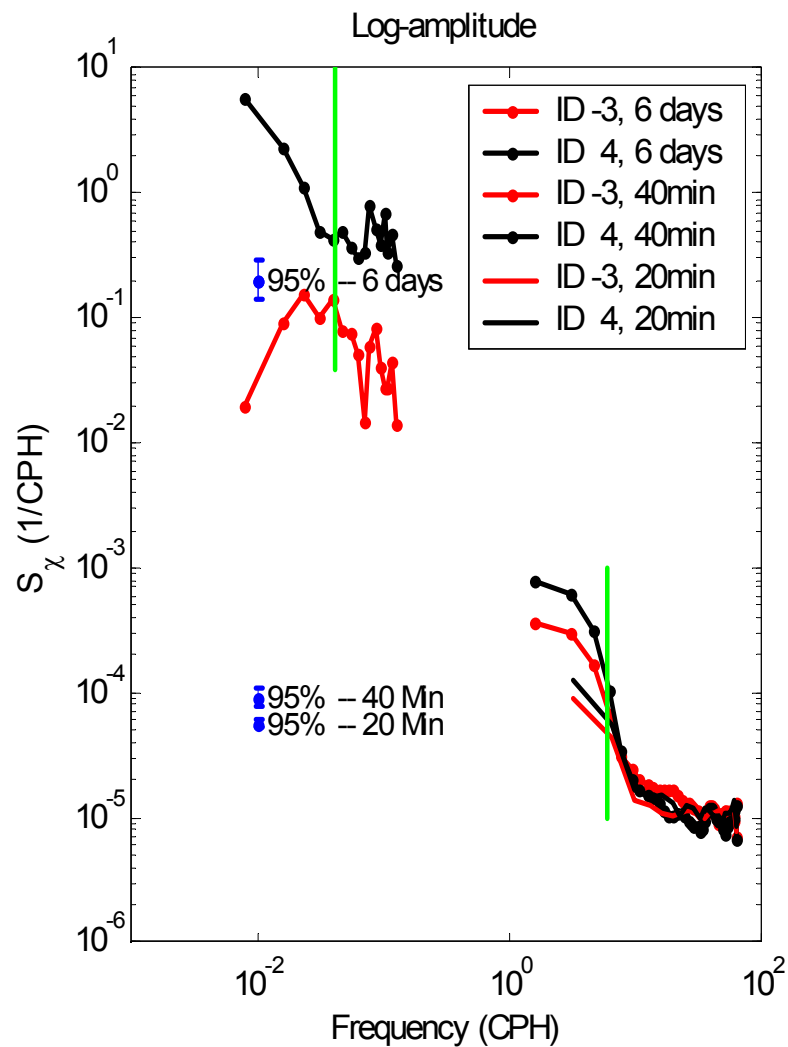 Log-amplitude
10^1
10^0
10^-1
10^-2
10^-3
10^-4
10^-5
10^-6
S_χ (1/CPH)
ID -3, 6 days
ID 4, 6 days
ID -3, 40min
ID 4, 40min
ID -3, 20min
ID 4, 20min
95% -- 6 days
95% -- 40 Min
95% -- 20 Min
10^-2
10^0
10^2
Frequency (CPH)